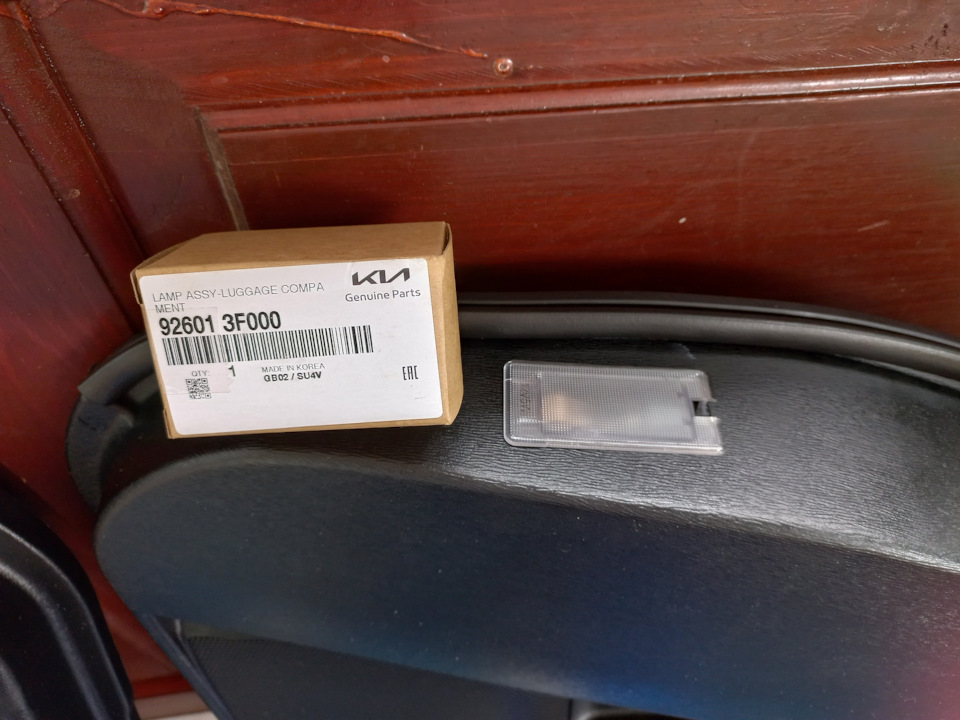 LAMP ASSY-LUGGAGE COMPA
MENT
KIA
Genuine Parts
92601 3F000
QTY: 1
MADE IN KOREA
GB02 / SU4V
EAC